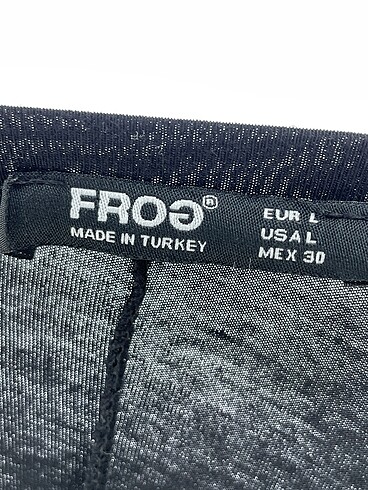 FROG®
MADE IN TURKEY
EUR L
USA L
MEX 30